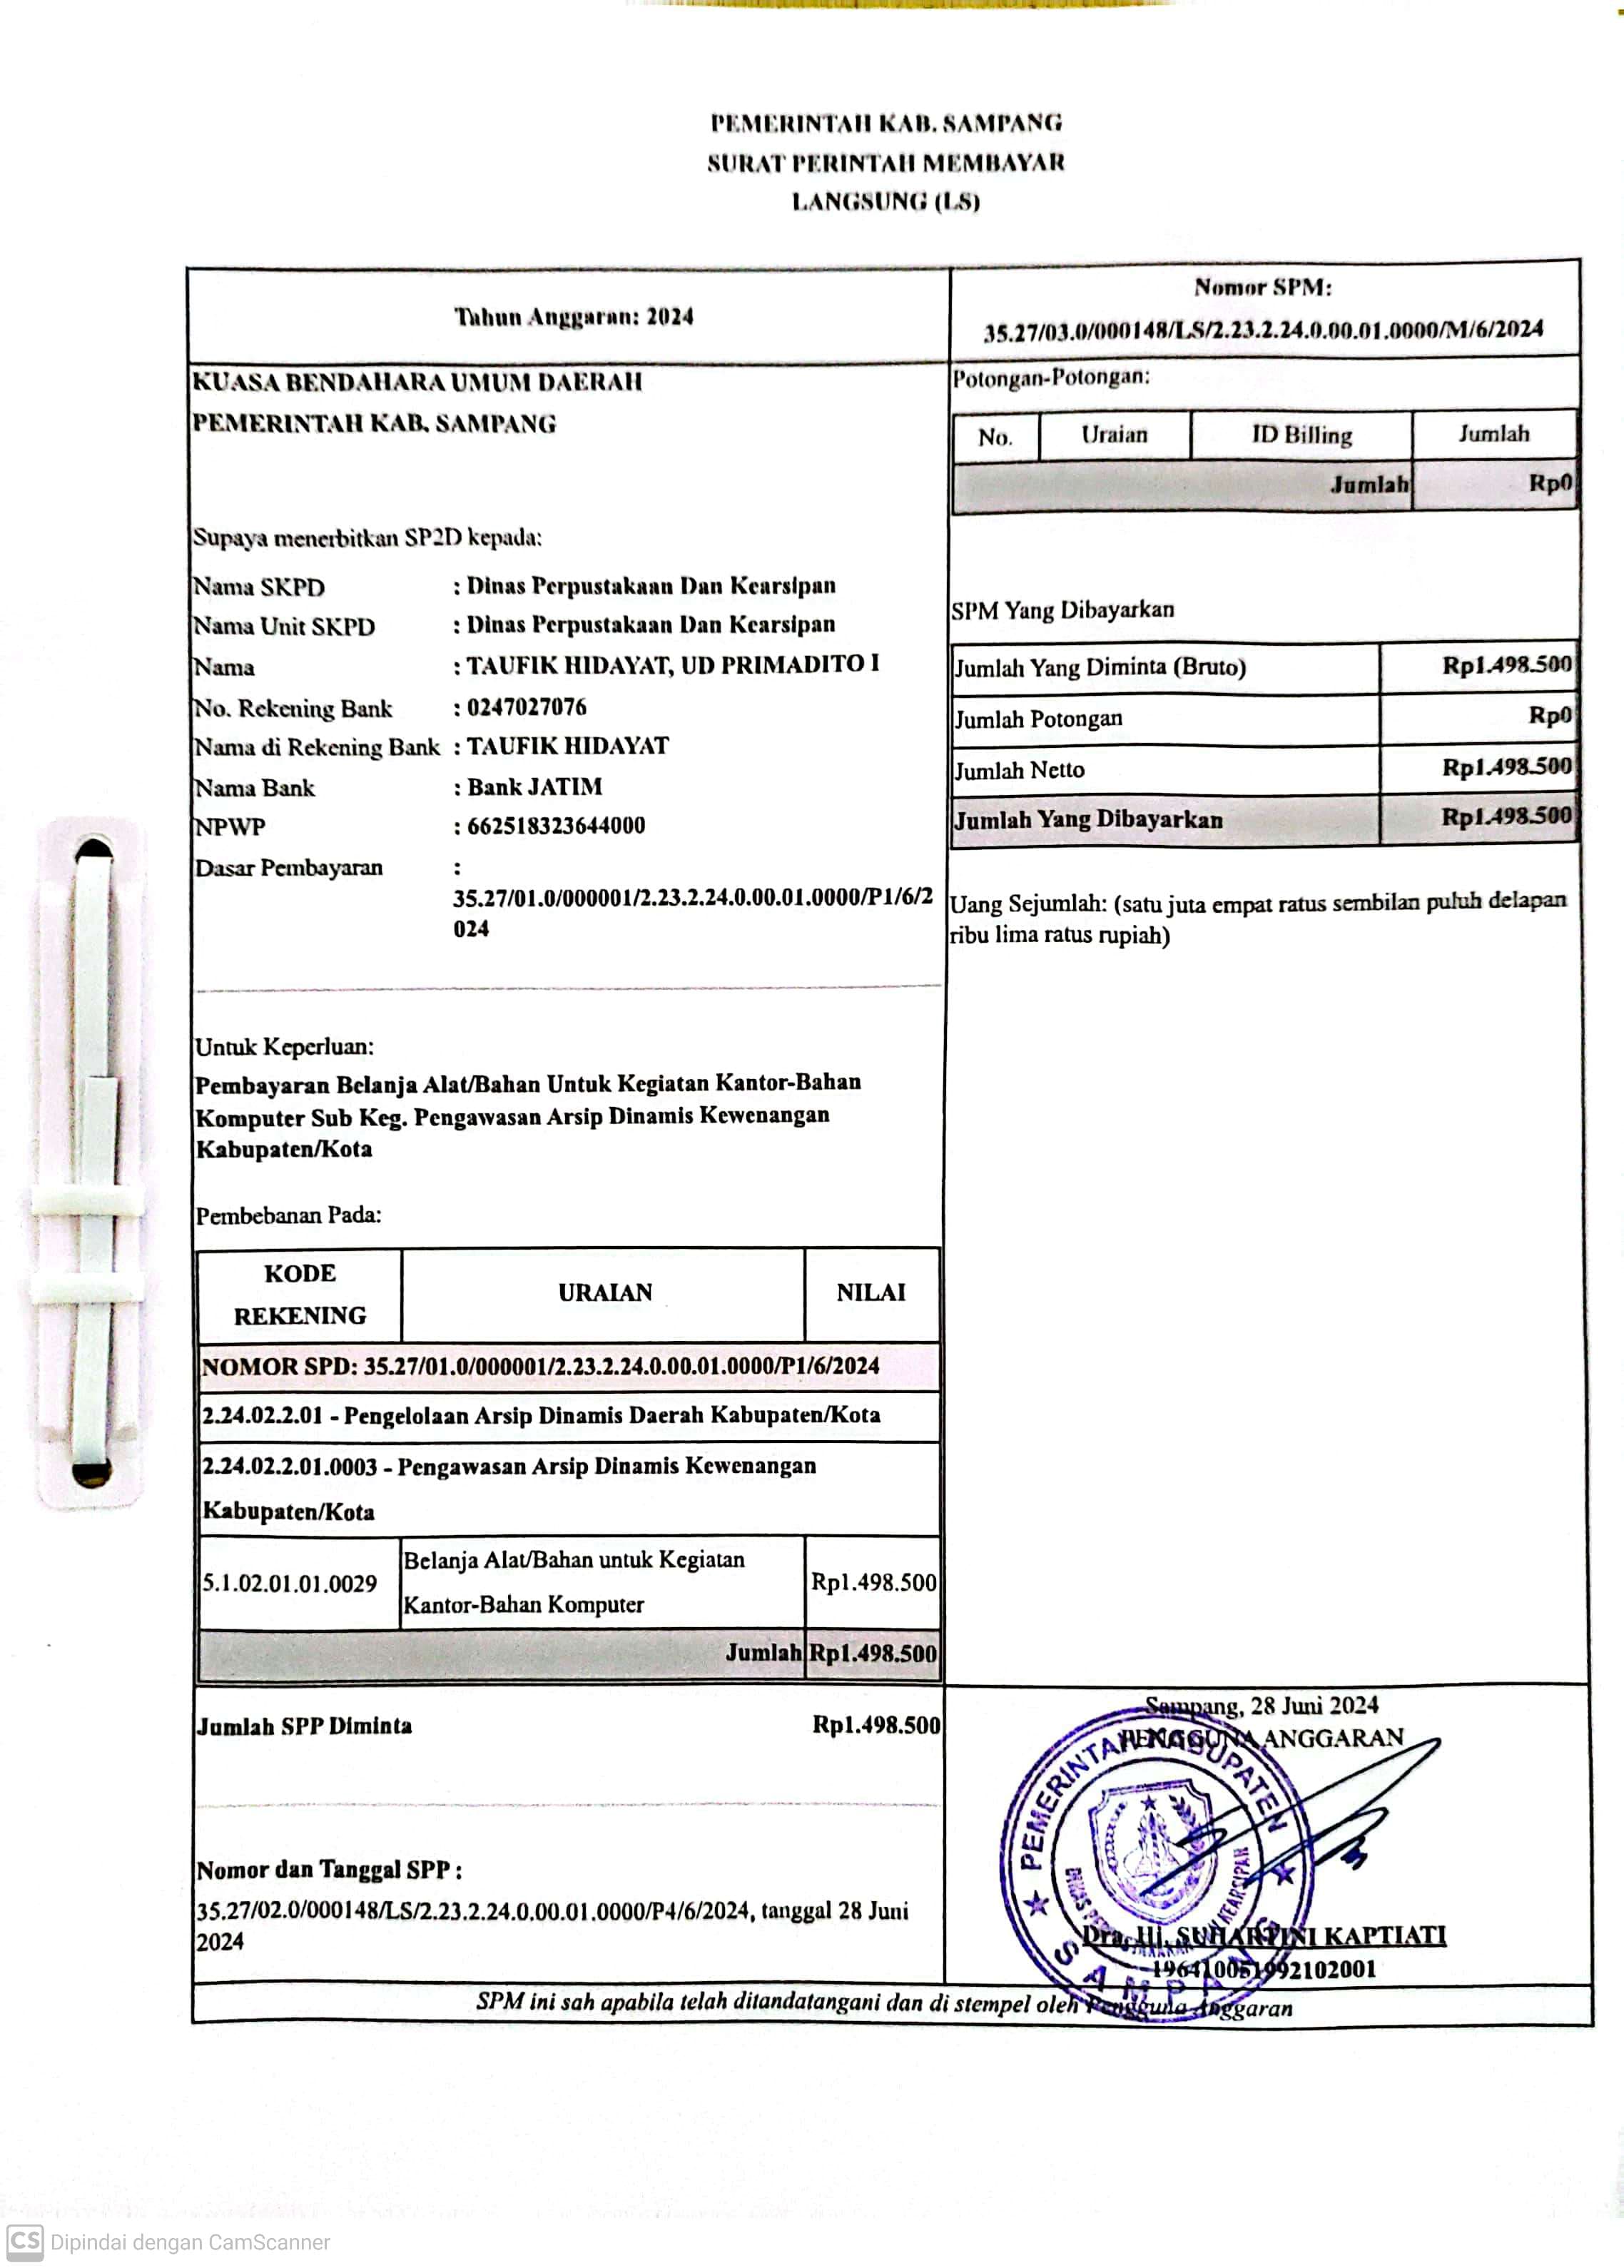 PEMERINTAH KAB. SAMPANG
SURAT PERINTAH MEMBAYAR
LANGSUNG (LS)
Tahun Anggaran: 2024
Nomor SPM:
35.27/03.0/000148/LS/2.23.2.24.0.00.01.0000/M/6/2024
KUASA BENDAHARA UMUM DAERAH
PEMERINTAH KAB. SAMPANG
Supaya menerbitkan SP2D kepada:
Nama SKPD : Dinas Perpustakaan Dan Kearsipan
Nama Unit SKPD : Dinas Perpustakaan Dan Kearsipan
Nama : TAUFIK HIDAYAT, UD PRIMADITO I
No. Rekening Bank : 0247027076
Nama di Rekening Bank : TAUFIK HIDAYAT
Nama Bank : Bank JATIM
NPWP : 662518323644000
Dasar Pembayaran :
35.27/01.0/000001/2.23.2.24.0.00.01.0000/P1/6/2
024
Untuk Keperluan:
Pembayaran Belanja Alat/Bahan Untuk Kegiatan Kantor-Bahan
Komputer Sub Keg. Pengawasan Arsip Dinamis Kewenangan
Kabupaten/Kota
Pembebanan Pada:
KODE
REKENING URAIAN NILAI
NOMOR SPD: 35.27/01.0/000001/2.23.2.24.0.00.01.0000/P1/6/2024
2.24.02.2.01 - Pengelolaan Arsip Dinamis Daerah Kabupaten/Kota
2.24.02.2.01.0003 - Pengawasan Arsip Dinamis Kewenangan
Kabupaten/Kota
5.1.02.01.01.0029 Belanja Alat/Bahan untuk Kegiatan
Kantor-Bahan Komputer Rp1.498.500
Jumlah Rp1.498.500
Potongan-Potongan:
No. Uraian ID Billing Jumlah
Jumlah Rp0
SPM Yang Dibayarkan
Jumlah Yang Diminta (Bruto) Rp1.498.500
Jumlah Potongan Rp0
Jumlah Netto Rp1.498.500
Jumlah Yang Dibayarkan Rp1.498.500
Uang Sejumlah: (satu juta empat ratus sembilan puluh delapan
ribu lima ratus rupiah)
Jumlah SPP Diminta Rp1.498.500
Nomor dan Tanggal SPP :
35.27/02.0/000148/LS/2.23.2.24.0.00.01.0000/P4/6/2024, tanggal 28 Juni
2024
Sampang, 28 Juni 2024
PENGGUNA ANGGARAN
PEMERINTAH KABUPATEN
DINAS PERPUSTAKAAN DAN KEARSIPAN
SAMPANG
Dra. Hj. SUHARTINI KAPTIATI
196410051992102001
SPM ini sah apabila telah ditandatangani dan di stempel oleh Pengguna Anggaran
CS Dipindai dengan CamScanner